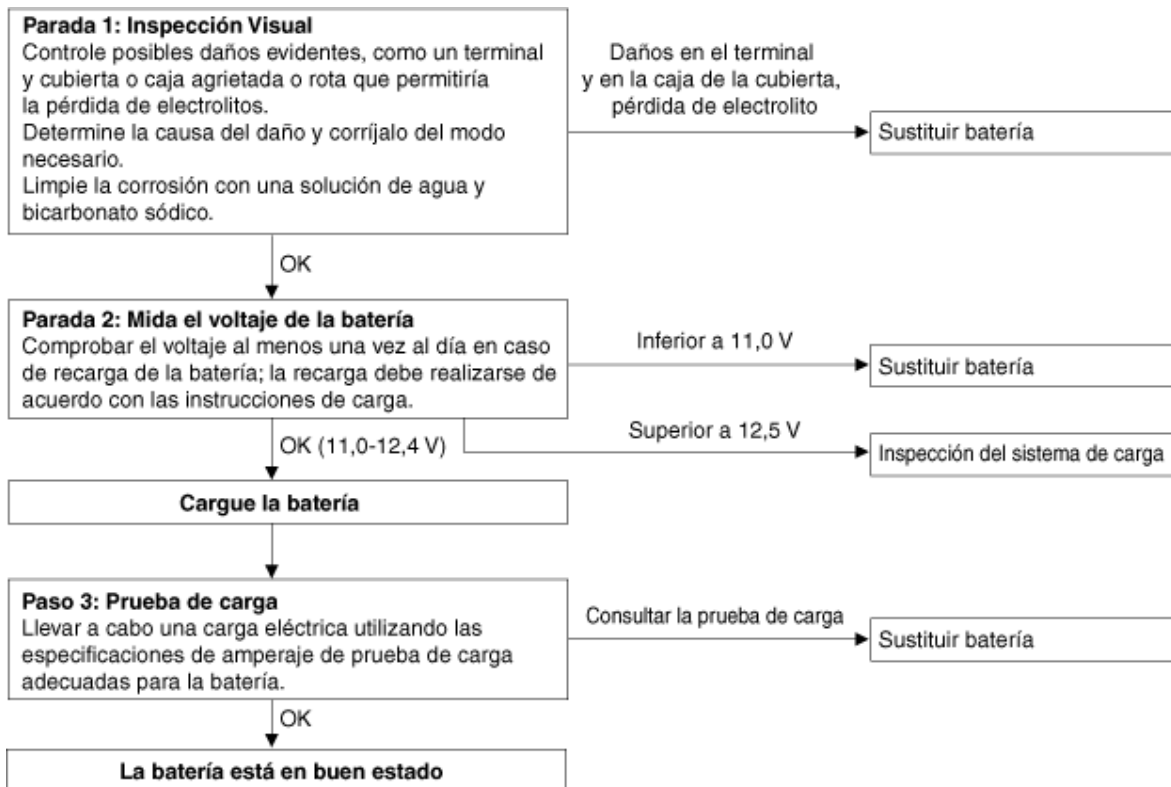 Parada 1: Inspección Visual
Controle posibles daños evidentes, como un terminal
y cubierta o caja agrietada o rota que permitiría
la pérdida de electrolitos.
Determine la causa del daño y corríjalo del modo
necesario.
Limpie la corrosión con una solución de agua y
bicarbonato sódico.
Daños en el terminal
y en la caja de la cubierta,
pérdida de electrolito
Sustituir batería
OK
Parada 2: Mida el voltaje de la batería
Comprobar el voltaje al menos una vez al día en caso
de recarga de la batería; la recarga debe realizarse de
acuerdo con las instrucciones de carga.
Inferior a 11,0 V
Sustituir batería
Superior a 12,5 V
Inspección del sistema de carga
OK (11,0-12,4 V)
Cargue la batería
Paso 3: Prueba de carga
Llevar a cabo una carga eléctrica utilizando las
especificaciones de amperaje de prueba de carga
adecuadas para la batería.
Consultar la prueba de carga
Sustituir batería
OK
La batería está en buen estado